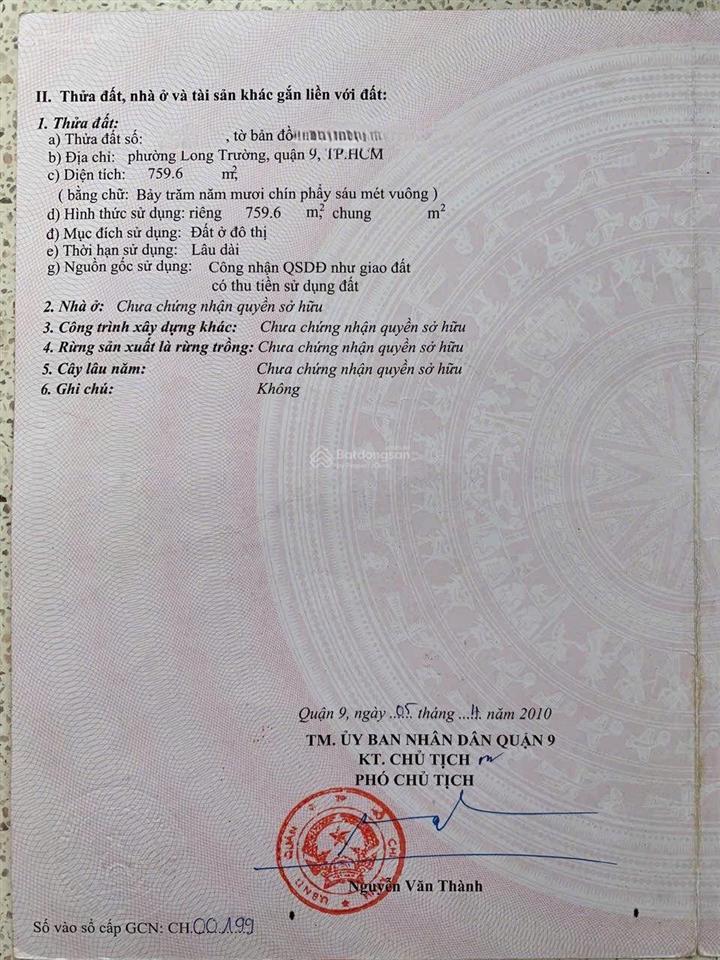 II. Thửa đất, nhà ở và tài sản khác gắn liền với đất:
1. Thửa đất:
a) Thửa đất số: , tờ bản đồ
b) Địa chỉ: phường Long Trường, quận 9, TP.HCM
c) Diện tích: 759.6 m²,
( bằng chữ: Bảy trăm năm mươi chín phẩy sáu mét vuông )
d) Hình thức sử dụng: riêng 759.6 m², chung m²
đ) Mục đích sử dụng: Đất ở đô thị
e) Thời hạn sử dụng: Lâu dài
g) Nguồn gốc sử dụng: Công nhận QSDĐ như giao đất
có thu tiền sử dụng đất
2. Nhà ở: Chưa chứng nhận quyền sở hữu
3. Công trình xây dựng khác: Chưa chứng nhận quyền sở hữu
4. Rừng sản xuất là rừng trồng: Chưa chứng nhận quyền sở hữu
5. Cây lâu năm: Chưa chứng nhận quyền sở hữu
6. Ghi chú: Không
Batdongsan
Quận 9, ngày 05 tháng 11 năm 2010
TM. ỦY BAN NHÂN DÂN QUẬN 9
KT. CHỦ TỊCH
PHÓ CHỦ TỊCH
Nguyễn Văn Thành
Số vào sổ cấp GCN: CH.00199